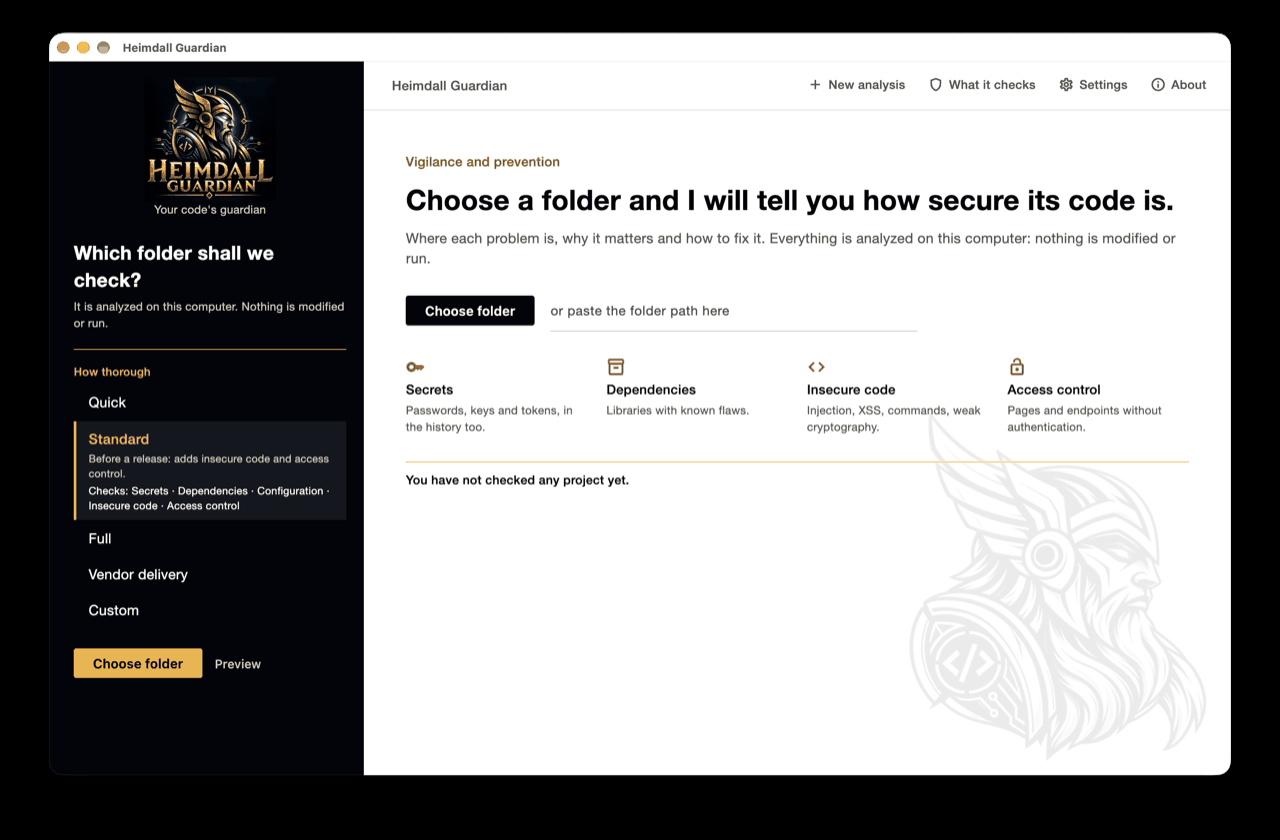 Heimdall Guardian
HEIMDALL
GUARDIAN
Your code's guardian
Which folder shall we
check?
It is analyzed on this computer. Nothing is modified
or run.
How thorough
Quick
Standard
Before a release: adds insecure code and access
control.
Checks: Secrets · Dependencies · Configuration ·
Insecure code · Access control
Full
Vendor delivery
Custom
Choose folder
Preview
Heimdall Guardian
New analysis
What it checks
Settings
About
Vigilance and prevention
Choose a folder and I will tell you how secure its code is.
Where each problem is, why it matters and how to fix it. Everything is analyzed on this computer: nothing is modified or
run.
Choose folder
or paste the folder path here
Secrets
Passwords, keys and tokens, in
the history too.
Dependencies
Libraries with known flaws.
Insecure code
Injection, XSS, commands, weak
cryptography.
Access control
Pages and endpoints without
authentication.
You have not checked any project yet.